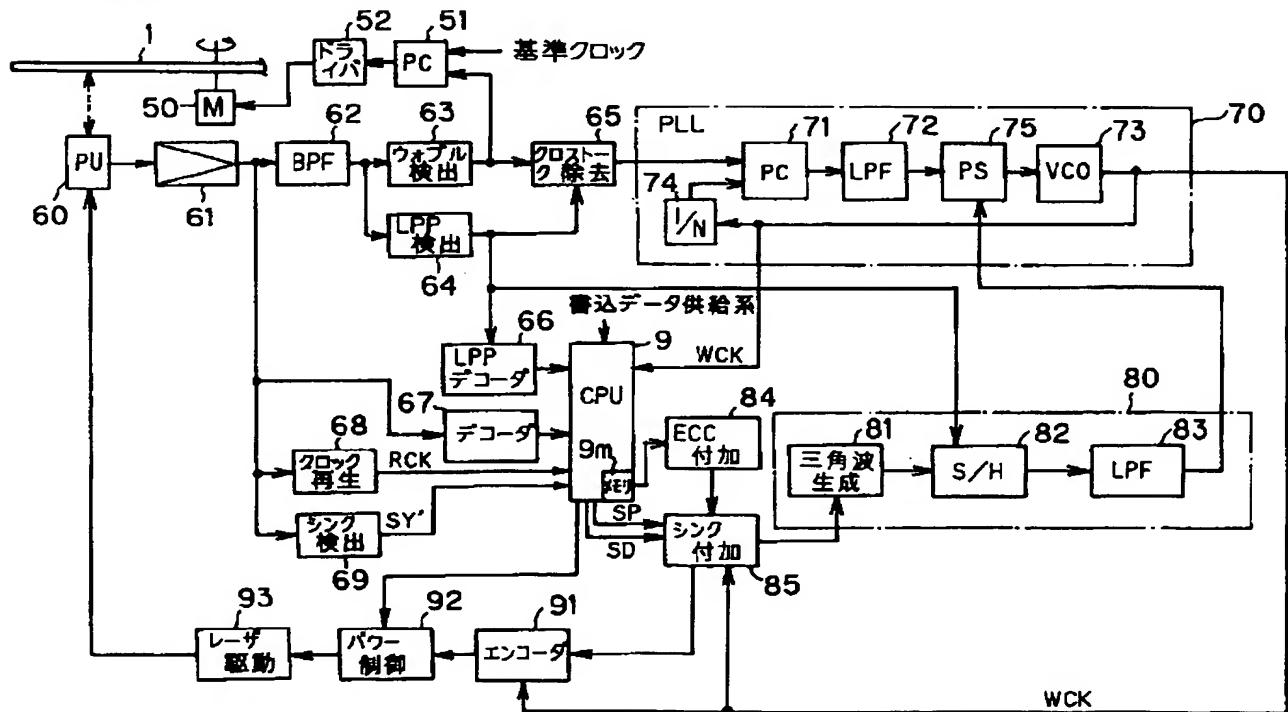 1
52
51
ドライバ
PC
基準クロック
50
M
62
63
65
70
PU
BPF
ウォブル検出
クロストーク除去
PLL
71
72
75
73
PC
LPF
PS
VCO
60
61
74
1/N
LPP検出
64
書込データ供給系
66
9
WCK
LPP
デコーダ
CPU
67
84
80
デコーダ
ECC付加
81
82
83
68
9m
三角波生成
S/H
LPF
クロック再生
RCK
メモリ
SP
シンク検出
SY'
SD
シンク付加
69
85
93
92
91
レーザ駆動
パワー制御
エンコーダ
WCK